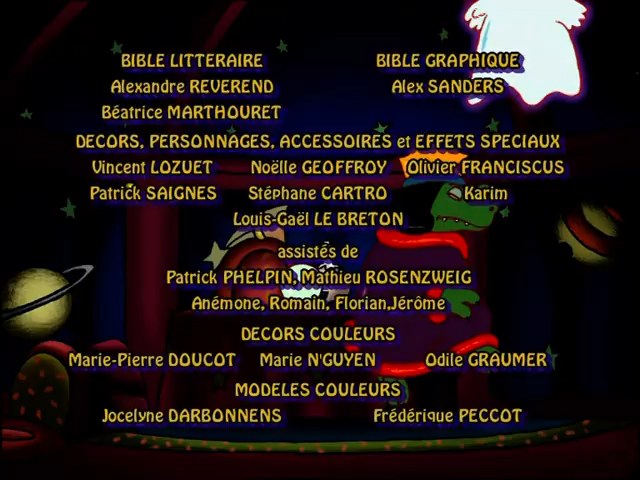 BIBLE LITTERAIRE BIBLE GRAPHIQUE
Alexandre REVEREND Alex SANDERS
Béatrice MARTHOURET
DECORS, PERSONNAGES, ACCESSOIRES et EFFETS SPECIAUX
Vincent LOZUET Noëlle GEOFFROY Olivier FRANCISCUS
Patrick SAIGNES Stéphane CARTRO Karim
Louis-Gaël LE BRETON
assistés de
Patrick PHELPIN, Mathieu ROSENZWEIG
Anémone, Romain, Florian,Jérôme
DECORS COULEURS
Marie-Pierre DOUCOT Marie N'GUYEN Odile GRAUMER
MODELES COULEURS
Jocelyne DARBONNENS Frédérique PECCOT